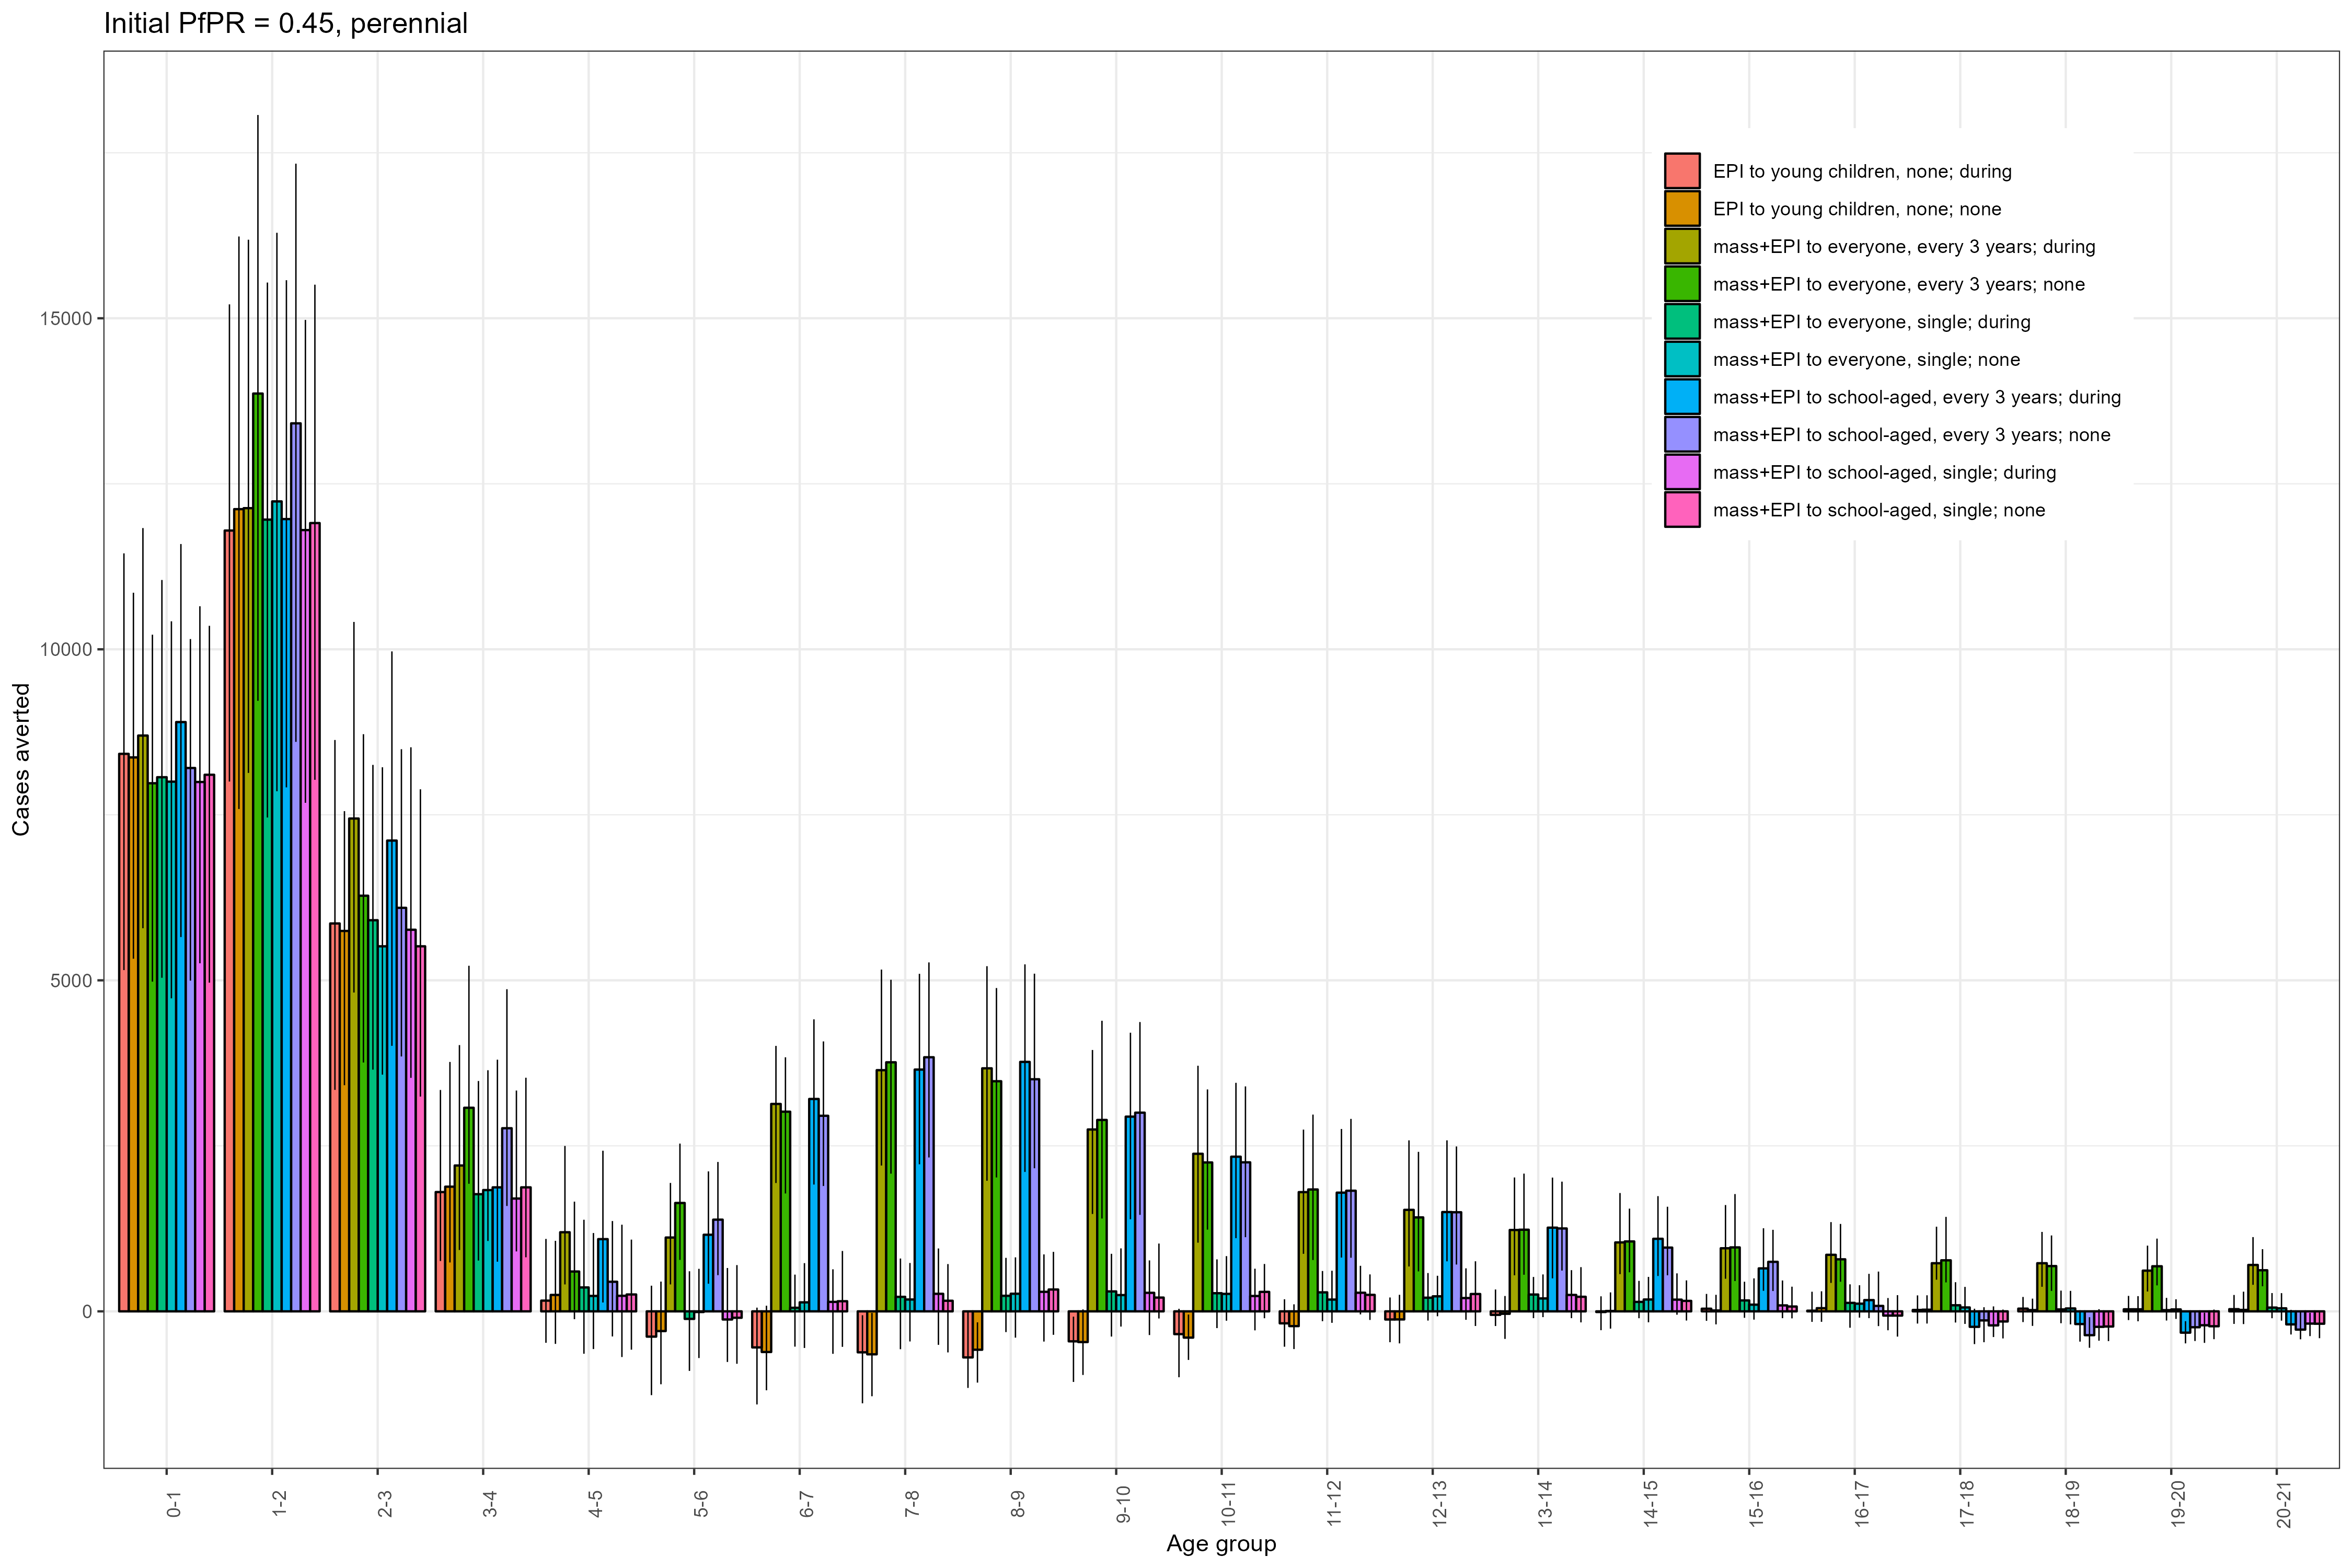 Initial PfPR = 0.45, perennial
EPI to young children, none; during
EPI to young children, none; none
mass+EPI to everyone, every 3 years; during
mass+EPI to everyone, every 3 years; none
mass+EPI to everyone, single; during
mass+EPI to everyone, single; none
mass+EPI to school-aged, every 3 years; during
mass+EPI to school-aged, every 3 years; none
mass+EPI to school-aged, single; during
mass+EPI to school-aged, single; none
Cases averted
15000
10000
5000
0
0-1
1-2
2-3
3-4
4-5
5-6
6-7
7-8
8-9
9-10
10-11
11-12
12-13
13-14
14-15
15-16
16-17
17-18
18-19
19-20
20-21
Age group